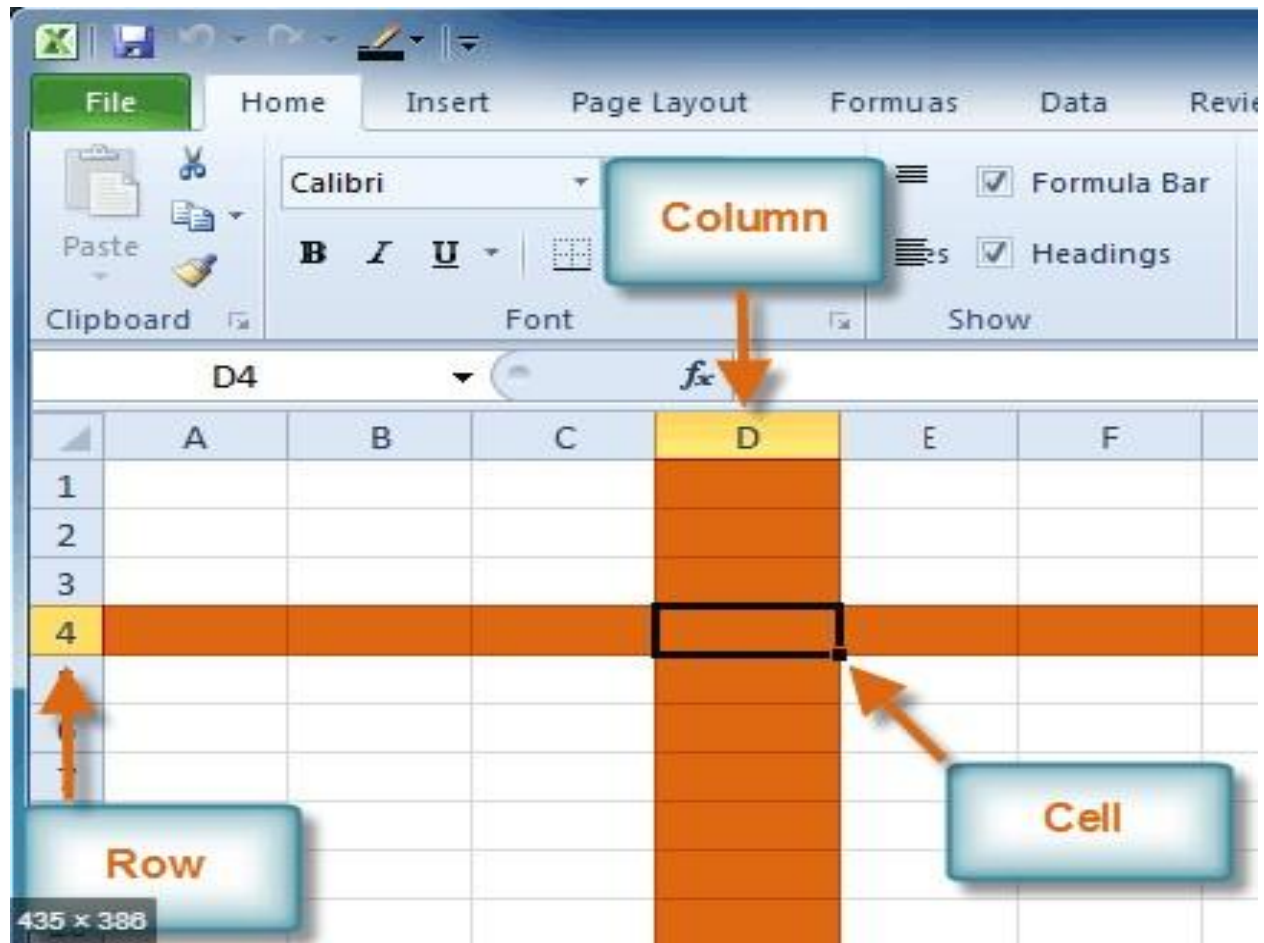 File Home Insert Page Layout Formuas Data
Calibri
Formula Bar
Column
Paste
B I U
Headings
Clipboard Font Show
D4 fx
A B C D E F
1
2
3
4
Cell
Row
435 × 386